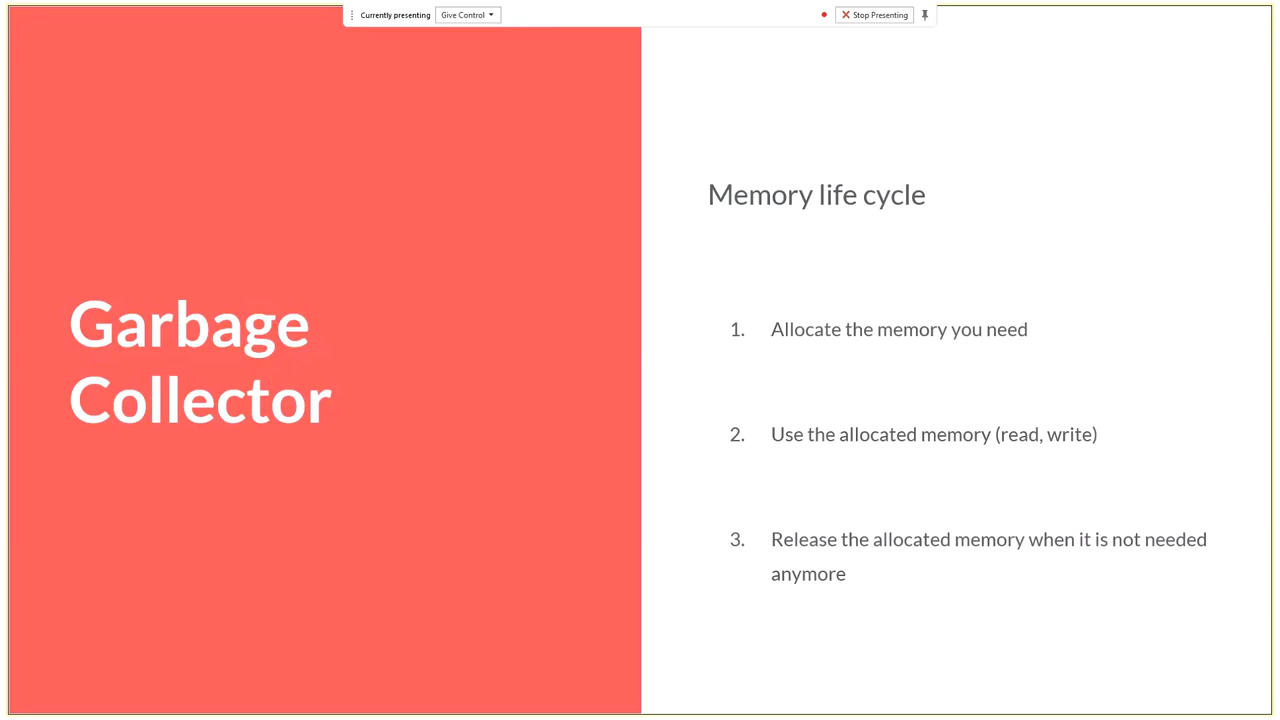 Currently presenting Give Control Stop Presenting
Garbage
Collector
Memory life cycle
1. Allocate the memory you need
2. Use the allocated memory (read, write)
3. Release the allocated memory when it is not needed
anymore